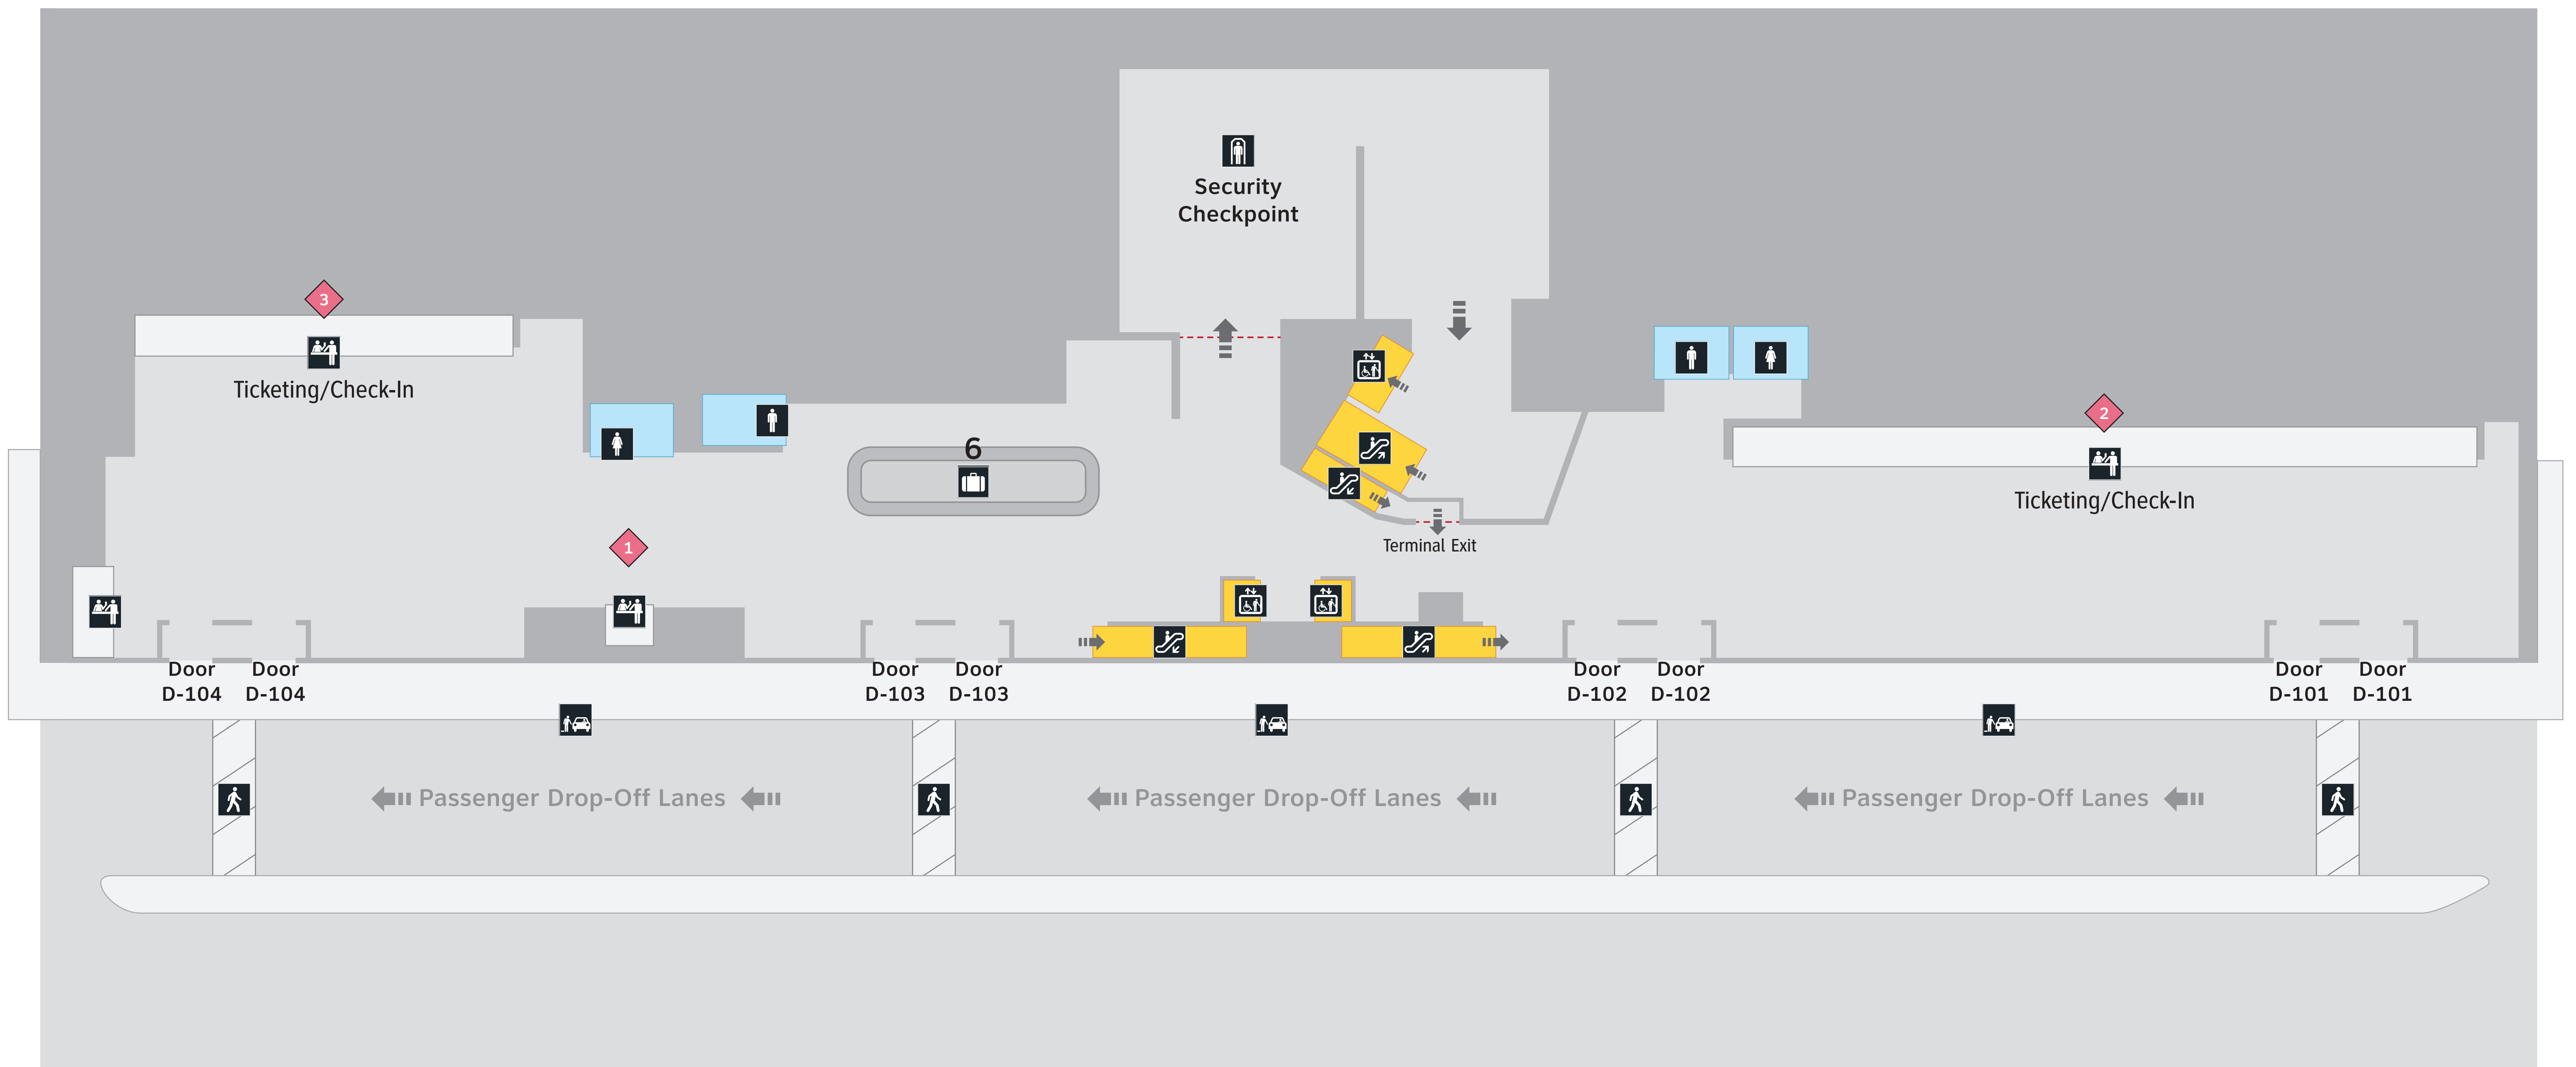 Security
Checkpoint
3
Ticketing/Check-In
2
Ticketing/Check-In
6
1
Terminal Exit
Door
D-104
Door
D-104
Door
D-103
Door
D-103
Door
D-102
Door
D-102
Door
D-101
Door
D-101
Passenger Drop-Off Lanes
Passenger Drop-Off Lanes
Passenger Drop-Off Lanes